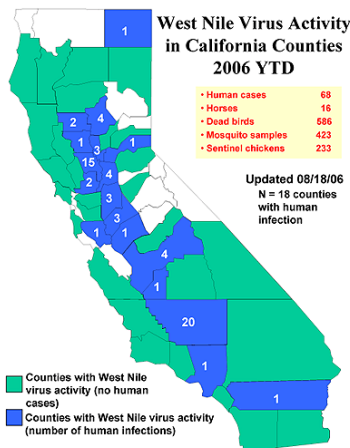 West Nile Virus Activity
in California Counties
2006 YTD
• Human cases 68
• Horses 16
• Dead birds 586
• Mosquito samples 423
• Sentinel chickens 233
Updated 08/18/06
N = 18 counties
with human
infection
1
4
2
1
3
1
15
4
2
3
3
1
1
4
1
20
1
1
Counties with West Nile
virus activity (no human
cases)
Counties with West Nile virus activity
(number of human infections)